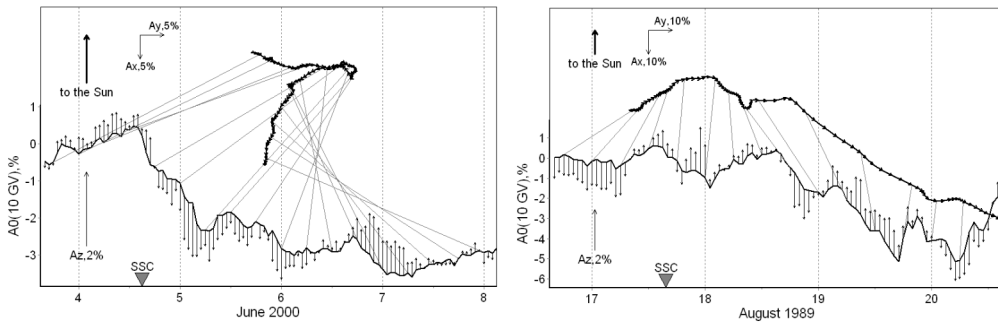 Ay,5%
Ax,5%
to the Sun
A0(10 GV),%
1
0
-1
-2
-3
Az,2%
SSC
4 5 6 7 8
June 2000
Ay,10%
Ax,10%
to the Sun
A0(10 GV),%
1
0
-1
-2
-3
-4
-5
-6
Az,2%
SSC
17 18 19 20
August 1989